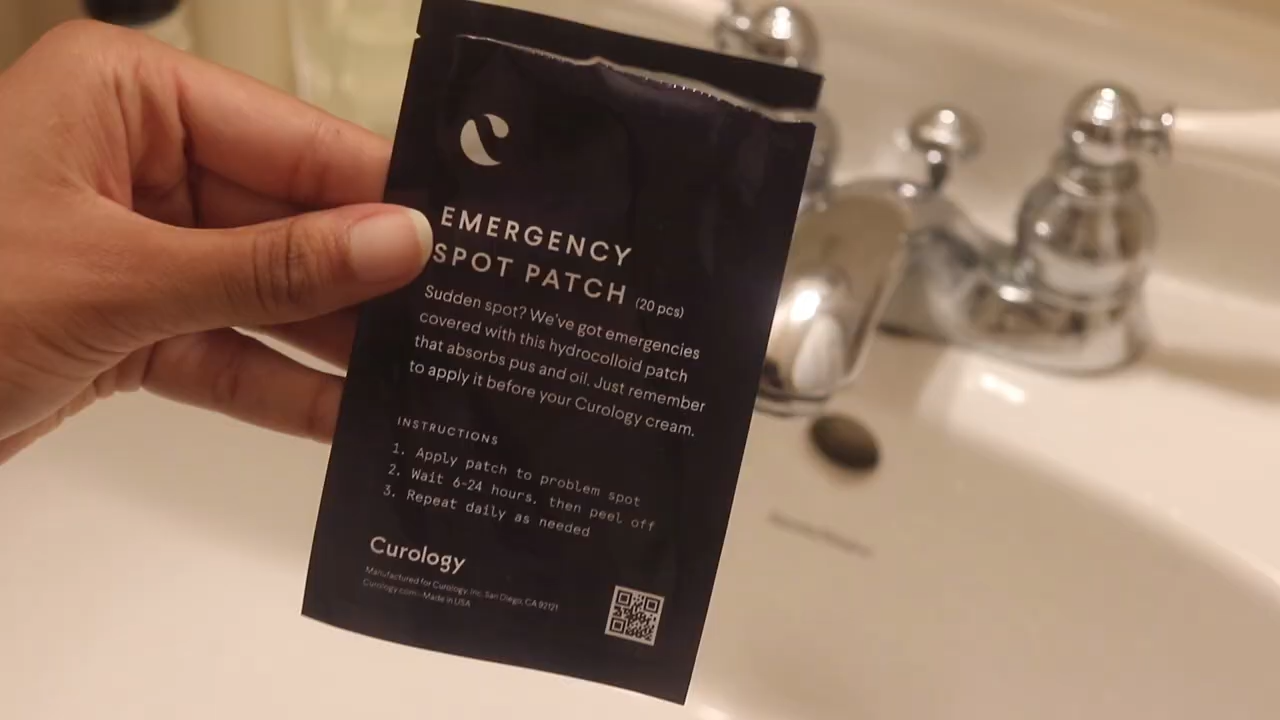 EMERGENCY
SPOT PATCH (20 pcs)
Sudden spot? We've got emergencies
covered with this hydrocolloid patch
that absorbs pus and oil. Just remember
to apply it before your Curology cream.
INSTRUCTIONS
1. Apply patch to problem spot
2. Wait 6-24 hours, then peel off
3. Repeat daily as needed
Curology
Manufactured for Curology, Inc. San Diego, CA 92121
Curology.com—Made in USA